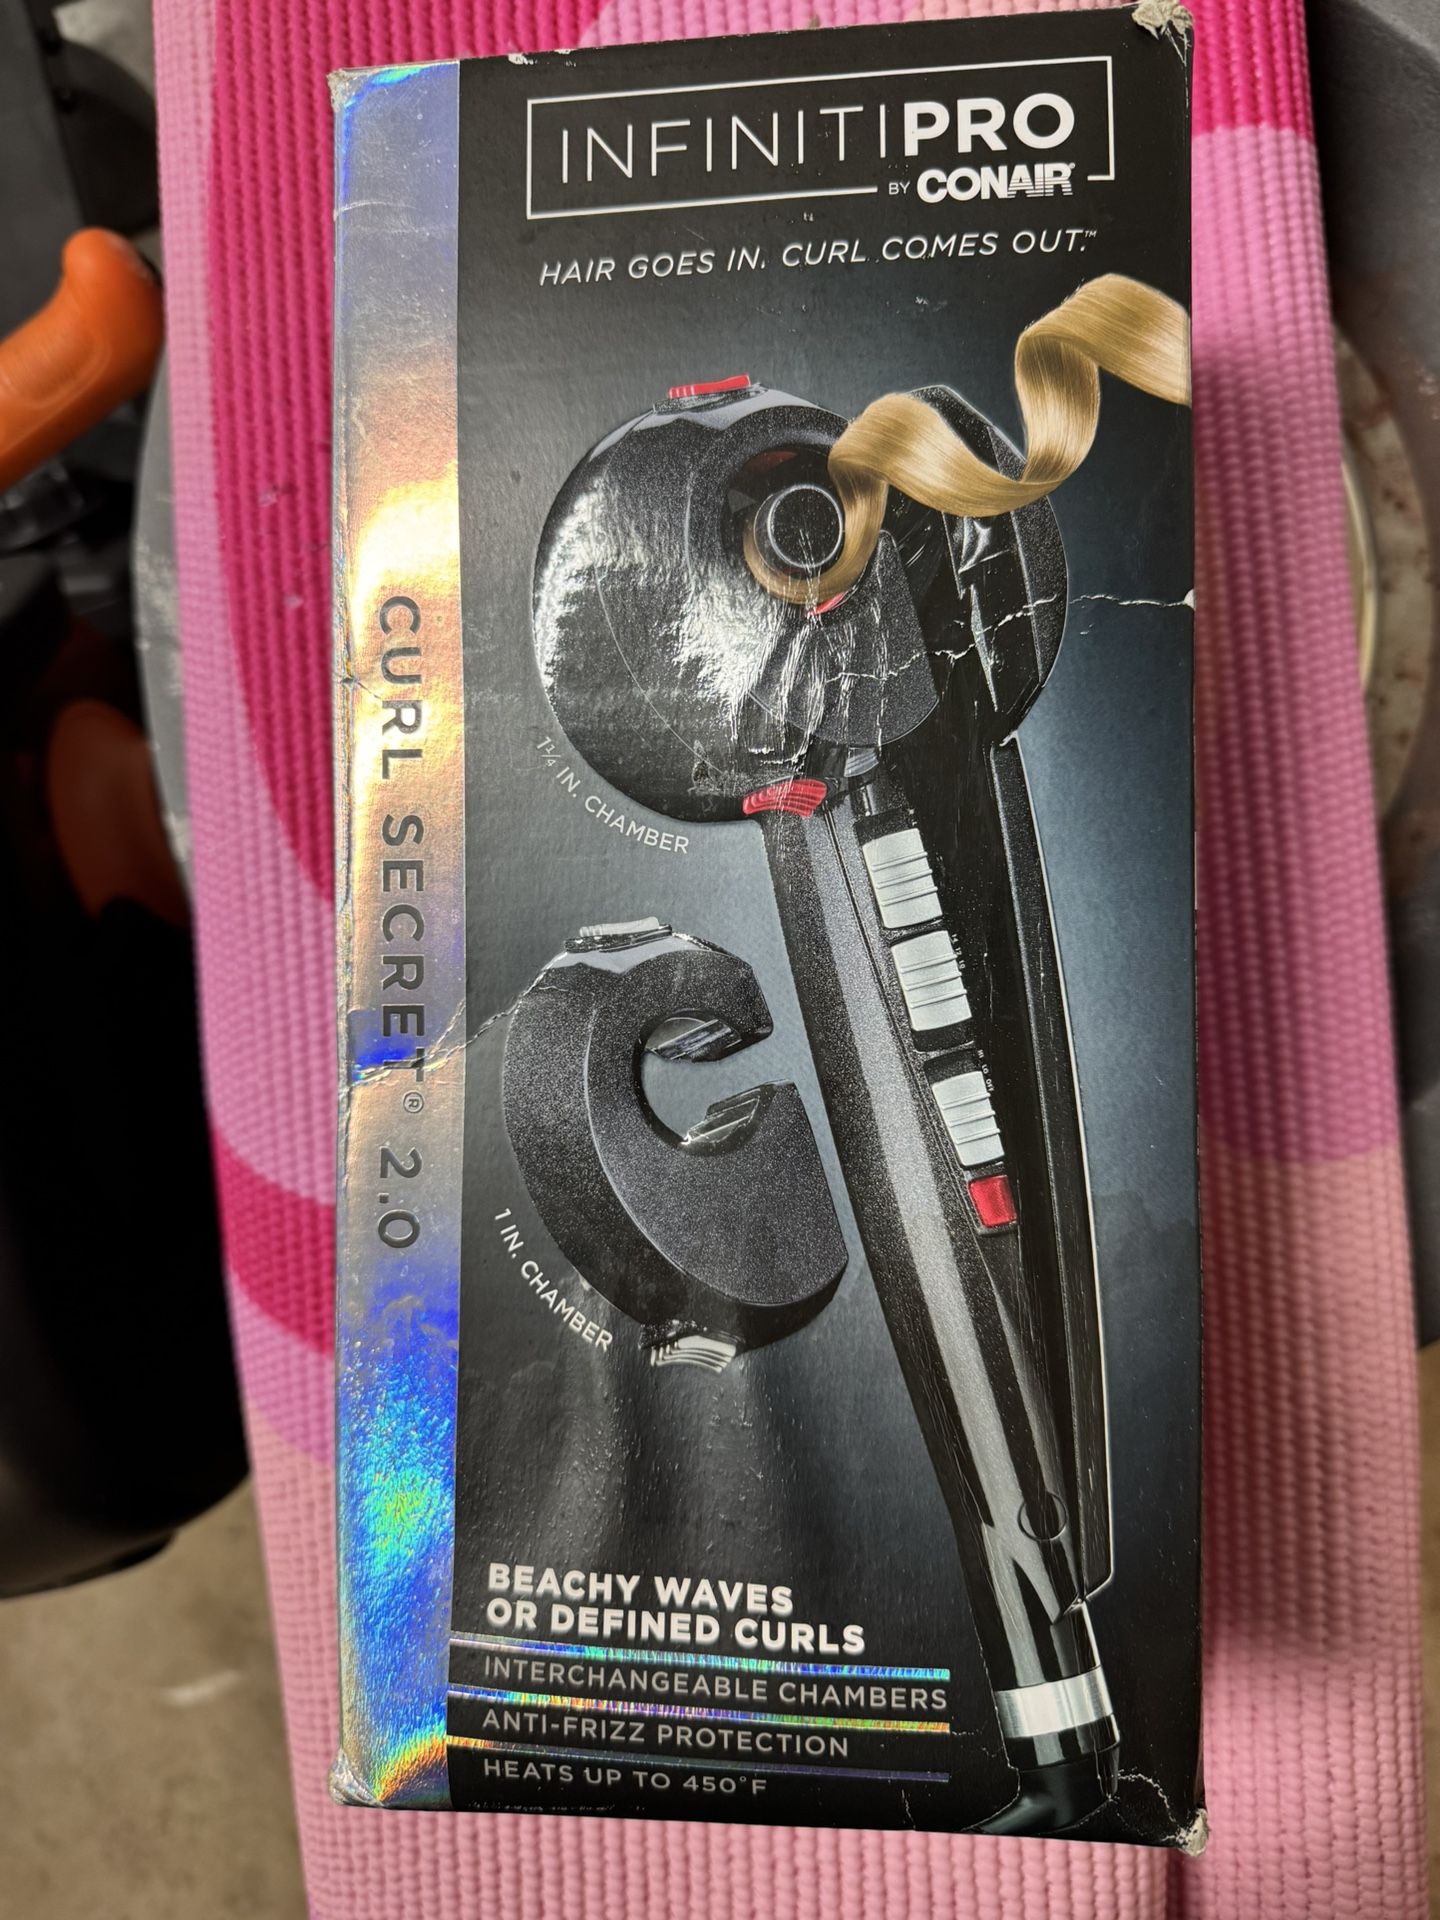 INFINITIPRO
BY CONAIR®
HAIR GOES IN. CURL COMES OUT.™
CURL SECRET® 2.0
1¼ IN. CHAMBER
1 IN. CHAMBER
BEACHY WAVES
OR DEFINED CURLS
INTERCHANGEABLE CHAMBERS
ANTI-FRIZZ PROTECTION
HEATS UP TO 450°F